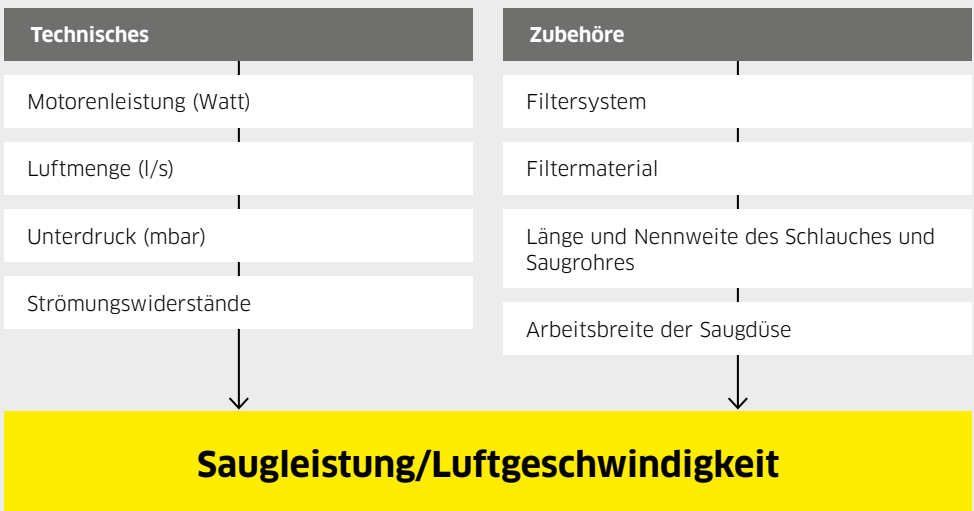 Technisches
Motorenleistung (Watt)
Luftmenge (l/s)
Unterdruck (mbar)
Strömungswiderstände
Zubehöre
Filtersystem
Filtermaterial
Länge und Nennweite des Schlauches und
Saugrohres
Arbeitsbreite der Saugdüse
Saugleistung/Luftgeschwindigkeit